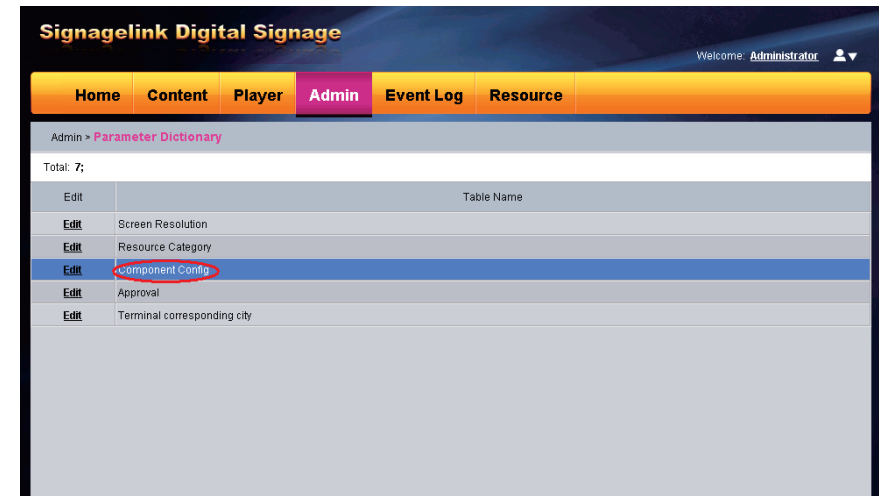 Signagelink Digital Signage
Welcome: Administrator
Home Content Player Admin Event Log Resource
Admin > Parameter Dictionary
Total: 7;
Edit Table Name
Edit Screen Resolution
Edit Resource Category
Edit Component Config
Edit Approval
Edit Terminal corresponding city